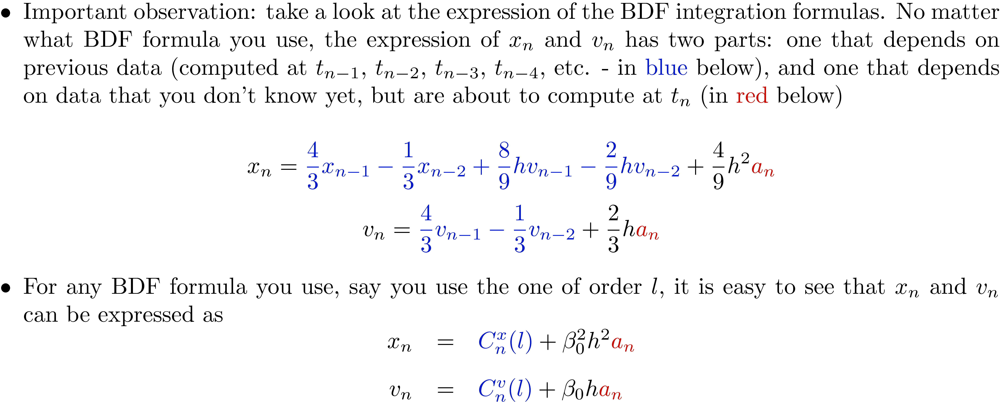 • Important observation: take a look at the expression of the BDF integration formulas. No matter
what BDF formula you use, the expression of $x_n$ and $v_n$ has two parts: one that depends on
previous data (computed at $t_{n-1}$, $t_{n-2}$, $t_{n-3}$, $t_{n-4}$, etc. - in blue below), and one that depends
on data that you don't know yet, but are about to compute at $t_n$ (in red below)
$x_n = \frac{4}{3}x_{n-1} - \frac{1}{3}x_{n-2} + \frac{8}{9}hv_{n-1} - \frac{2}{9}hv_{n-2} + \frac{4}{9}h^2a_n$
$v_n = \frac{4}{3}v_{n-1} - \frac{1}{3}v_{n-2} + \frac{2}{3}ha_n$
• For any BDF formula you use, say you use the one of order $l$, it is easy to see that $x_n$ and $v_n$
can be expressed as
$x_n = C_n^x(l) + \beta_0^2h^2a_n$
$v_n = C_n^v(l) + \beta_0ha_n$